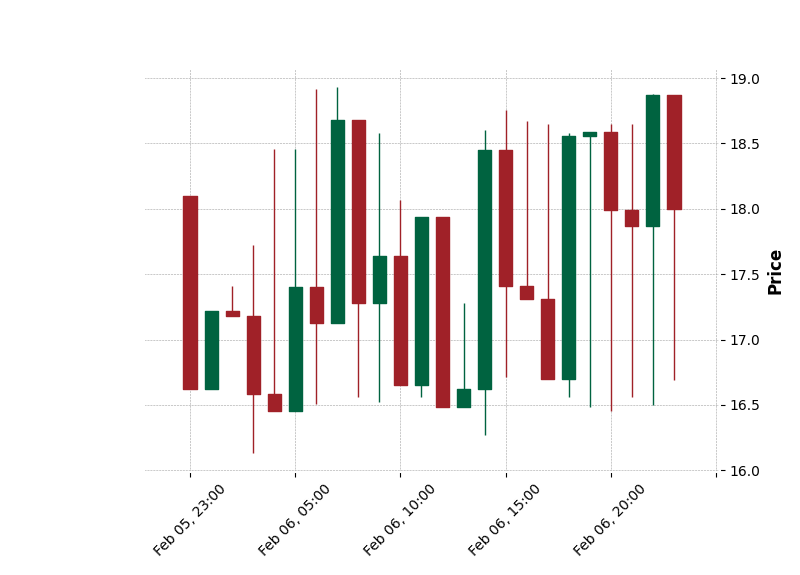 19.0
18.5
18.0
17.5
17.0
16.5
16.0
Price
Feb 05, 23:00
Feb 06, 05:00
Feb 06, 10:00
Feb 06, 15:00
Feb 06, 20:00